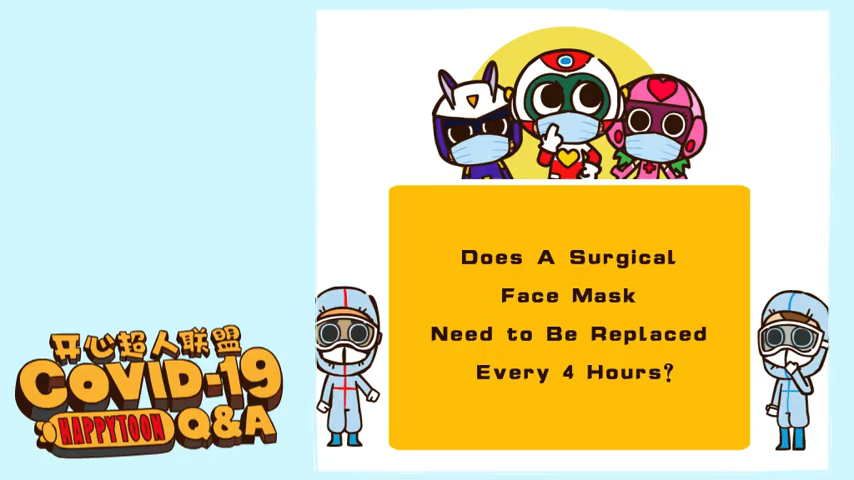 Does A Surgical
Face Mask
Need to Be Replaced
Every 4 Hours?
开心超人联盟
COVID-19
HAPPYTOON Q&A